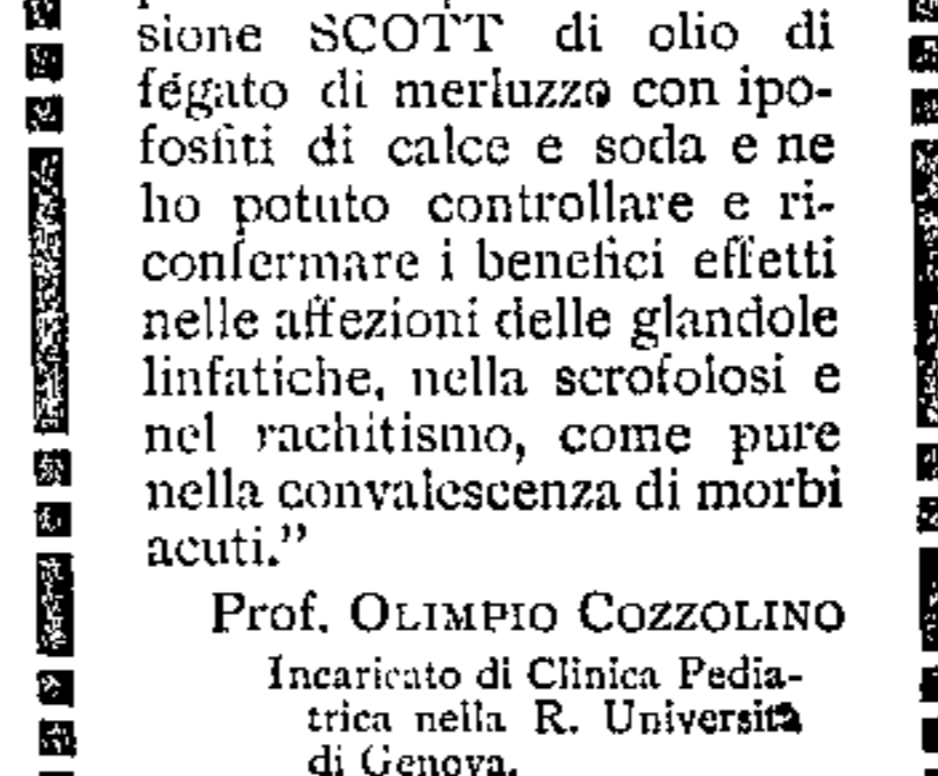 sione SCOTT di olio di
fegato di merluzzo con ipo-
fosfiti di calce e soda e ne
ho potuto controllare e ri-
confermare i benefici effetti
nelle affezioni delle glandole
linfatiche, nella scrofolosi e
nel rachitismo, come pure
nella convalescenza di morbi
acuti.”
Prof. OLIMPIO COZZOLINO
Incaricato di Clinica Pedia-
trica nella R. Università
di Genova.